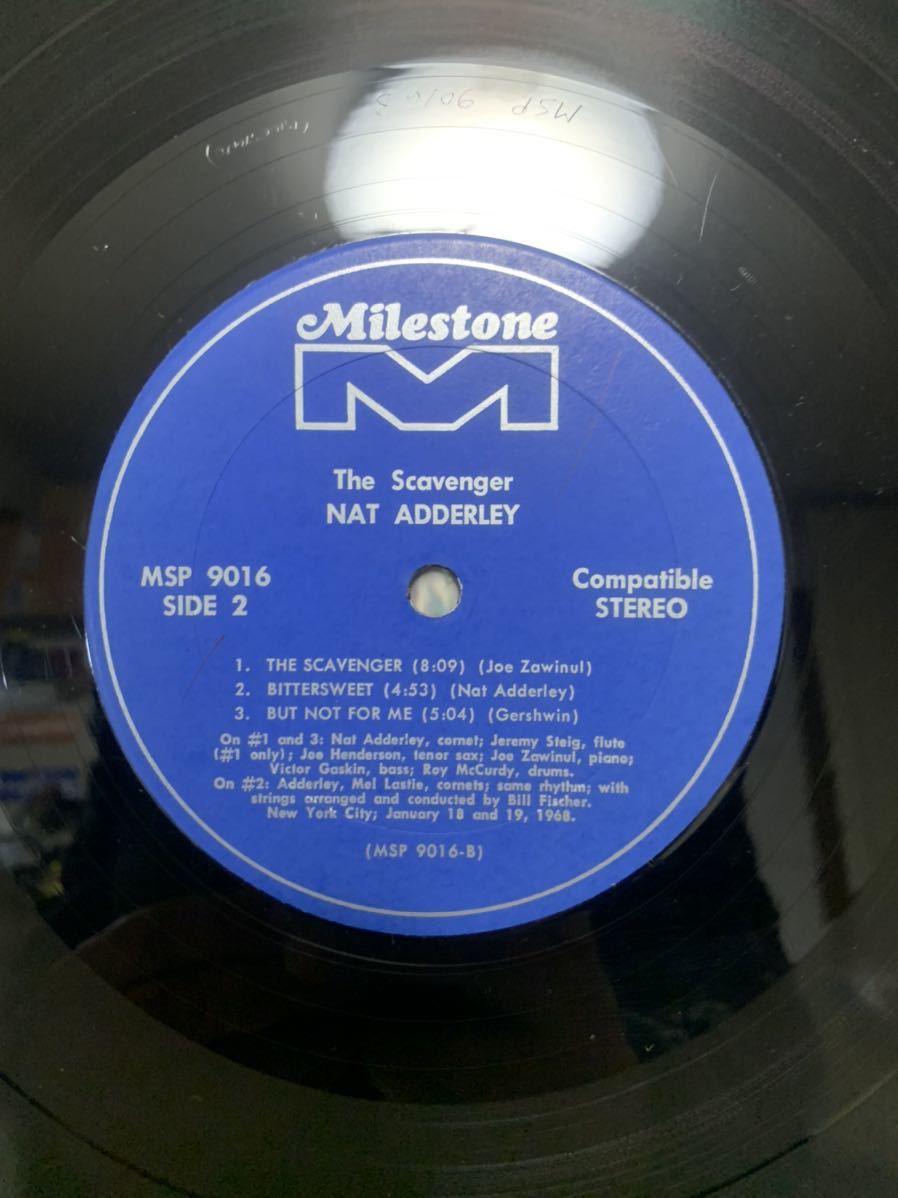 MSP 9016 B
Milestone
M
The Scavenger
NAT ADDERLEY
MSP 9016
SIDE 2
Compatible
STEREO
1. THE SCAVENGER (8:09) (Joe Zawinul)
2. BITTERSWEET (4:53) (Nat Adderley)
3. BUT NOT FOR ME (5:04) (Gershwin)
On #1 and 3: Nat Adderley, cornet; Jeremy Steig, flute
(#1 only); Joe Henderson, tenor sax; Joe Zawinul, piano;
Victor Gaskin, bass; Roy McCurdy, drums.
On #2: Adderley, Mel Lastie, cornets; same rhythm; with
strings arranged and conducted by Bill Fischer.
New York City; January 18 and 19, 1968.
(MSP 9016-B)